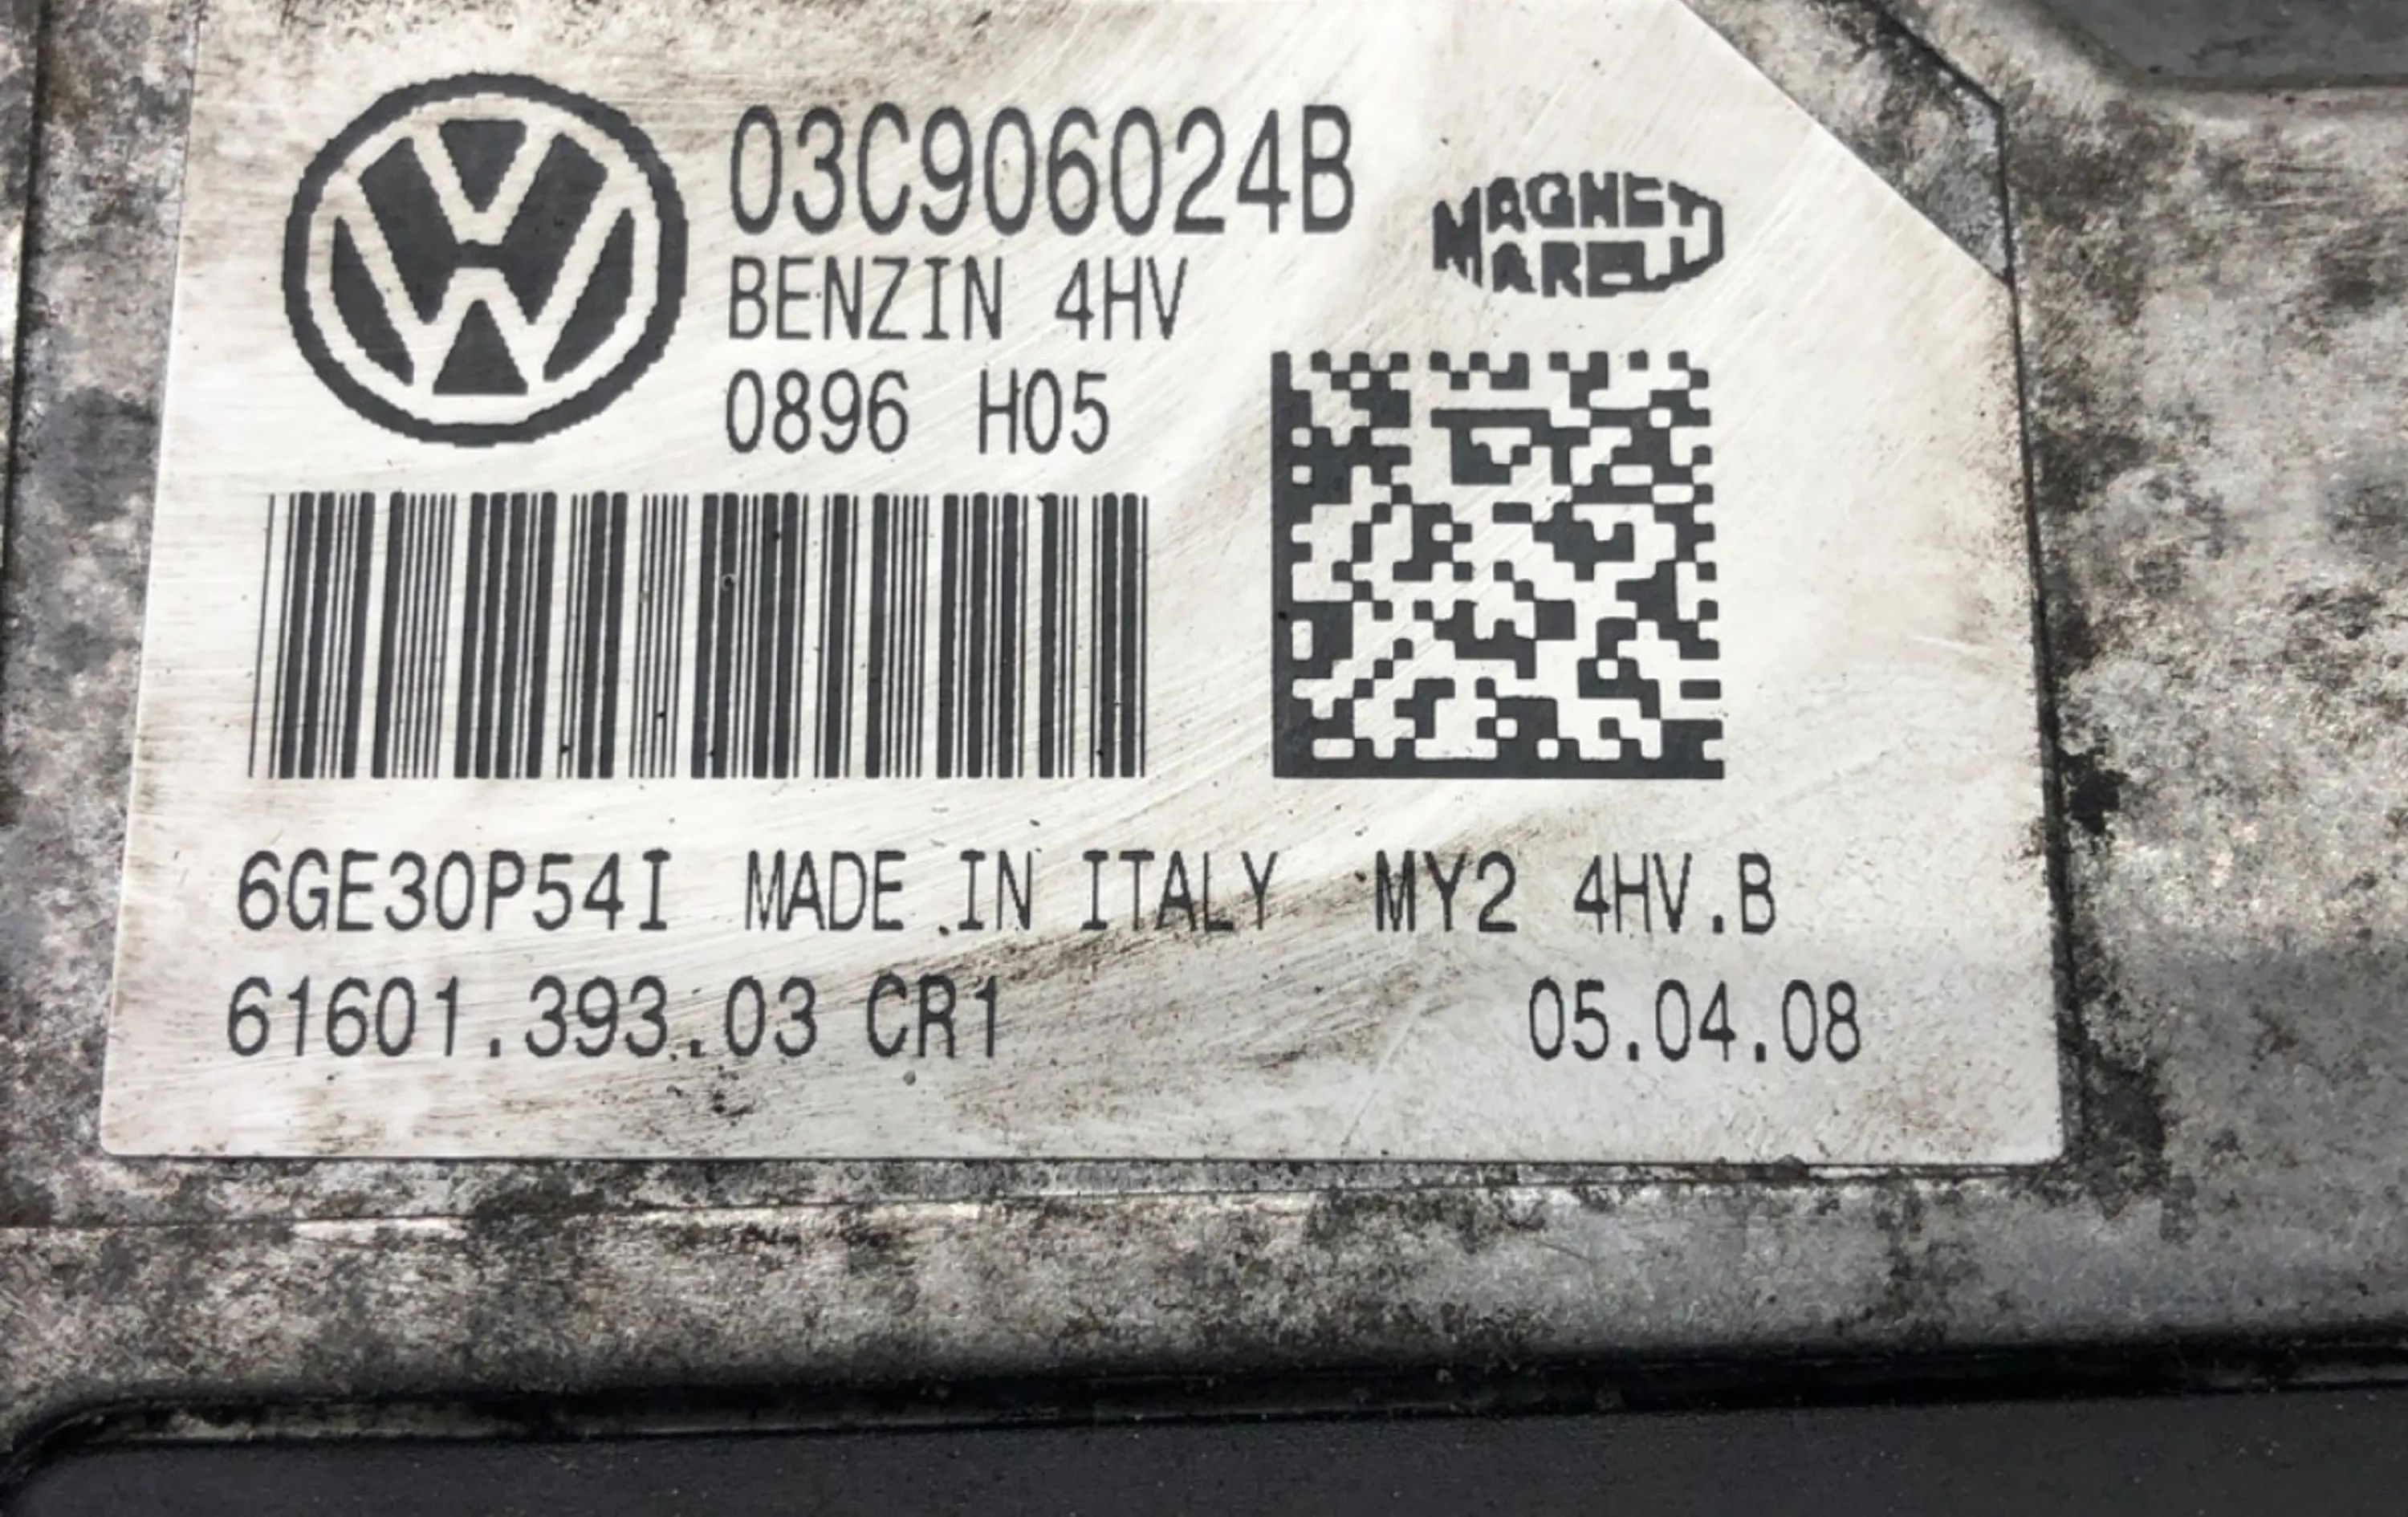 03C906024B
MAGNETI
MARELLI
BENZIN 4HV
0896 H05
6GE30P54I MADE IN ITALY MY2 4HV.B
61601.393.03 CR1 05.04.08